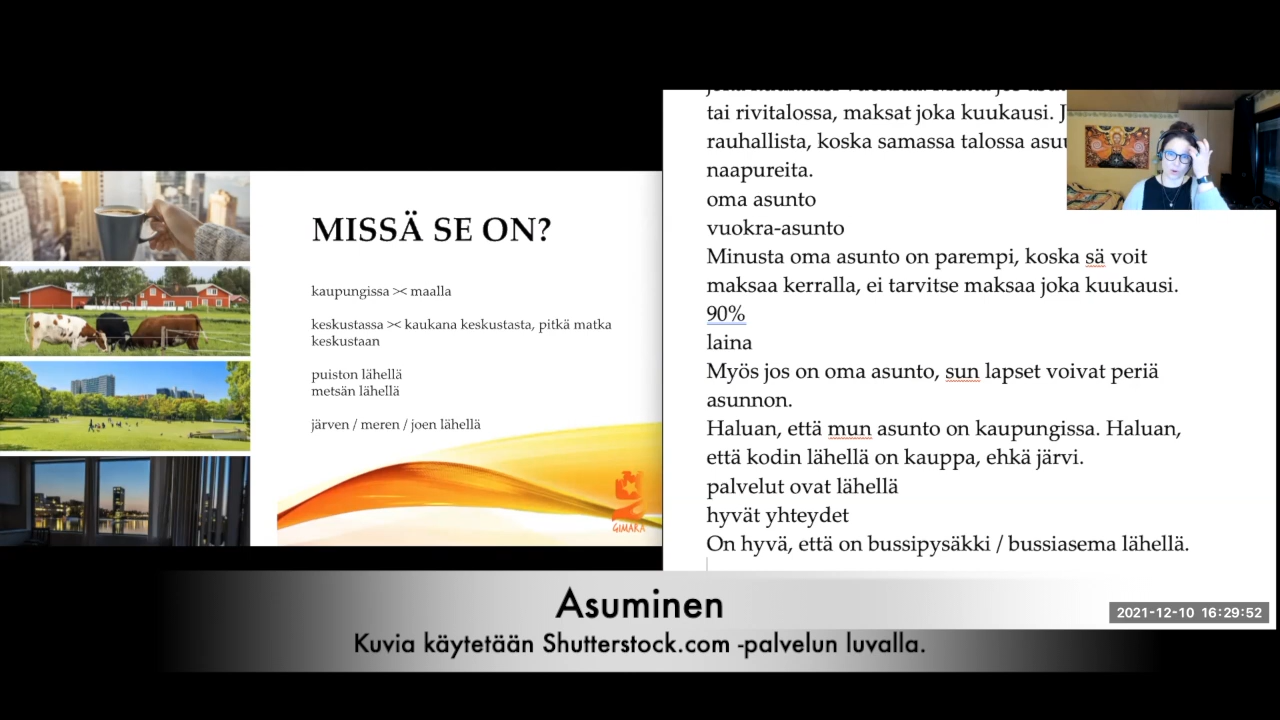 MISSÄ SE ON?
kaupungissa >< maalla
keskustassa >< kaukana keskustasta, pitkä matka
keskustaan
puiston lähellä
metsän lähellä
järven / meren / joen lähellä
GIMARA
tai rivitalossa, maksat joka kuukausi.
rauhallista, koska samassa talossa
naapureita.
oma asunto
vuokra-asunto
Minusta oma asunto on parempi, koska sä voit
maksaa kerralla, ei tarvitse maksaa joka kuukausi.
90%
laina
Myös jos on oma asunto, sun lapset voivat periä
asunnon.
Haluan, että mun asunto on kaupungissa. Haluan,
että kodin lähellä on kauppa, ehkä järvi.
palvelut ovat lähellä
hyvät yhteydet
On hyvä, että on bussipysäkki / bussiasema lähellä.
Asuminen
Kuvia käytetään Shutterstock.com -palvelun luvalla.
2021-12-10 16:29:52